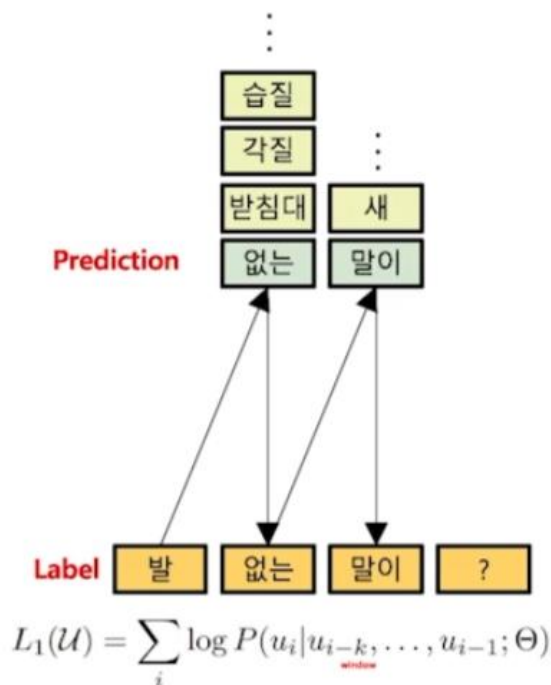 ⋮
습질
각질 ⋮
받침대 새
Prediction 없는 말이
Label 발 없는 말이 ?
L₁(𝒰) = ∑ᵢ log P(uᵢ|uᵢ₋ₖ, …, uᵢ₋₁; Θ)
window